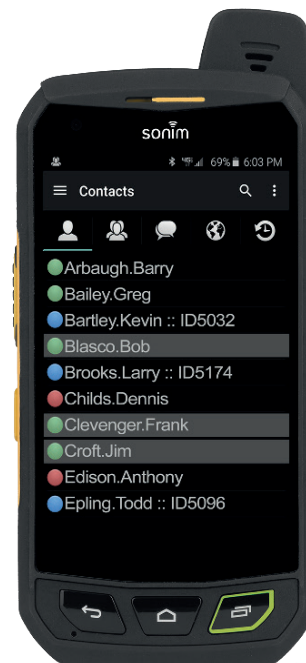 sonim
69% 6:03 PM
Contacts
Arbaugh.Barry
Bailey.Greg
Bartley.Kevin :: ID5032
Blasco.Bob
Brooks.Larry :: ID5174
Childs.Dennis
Clevenger.Frank
Croft.Jim
Edison.Anthony
Epling.Todd :: ID5096